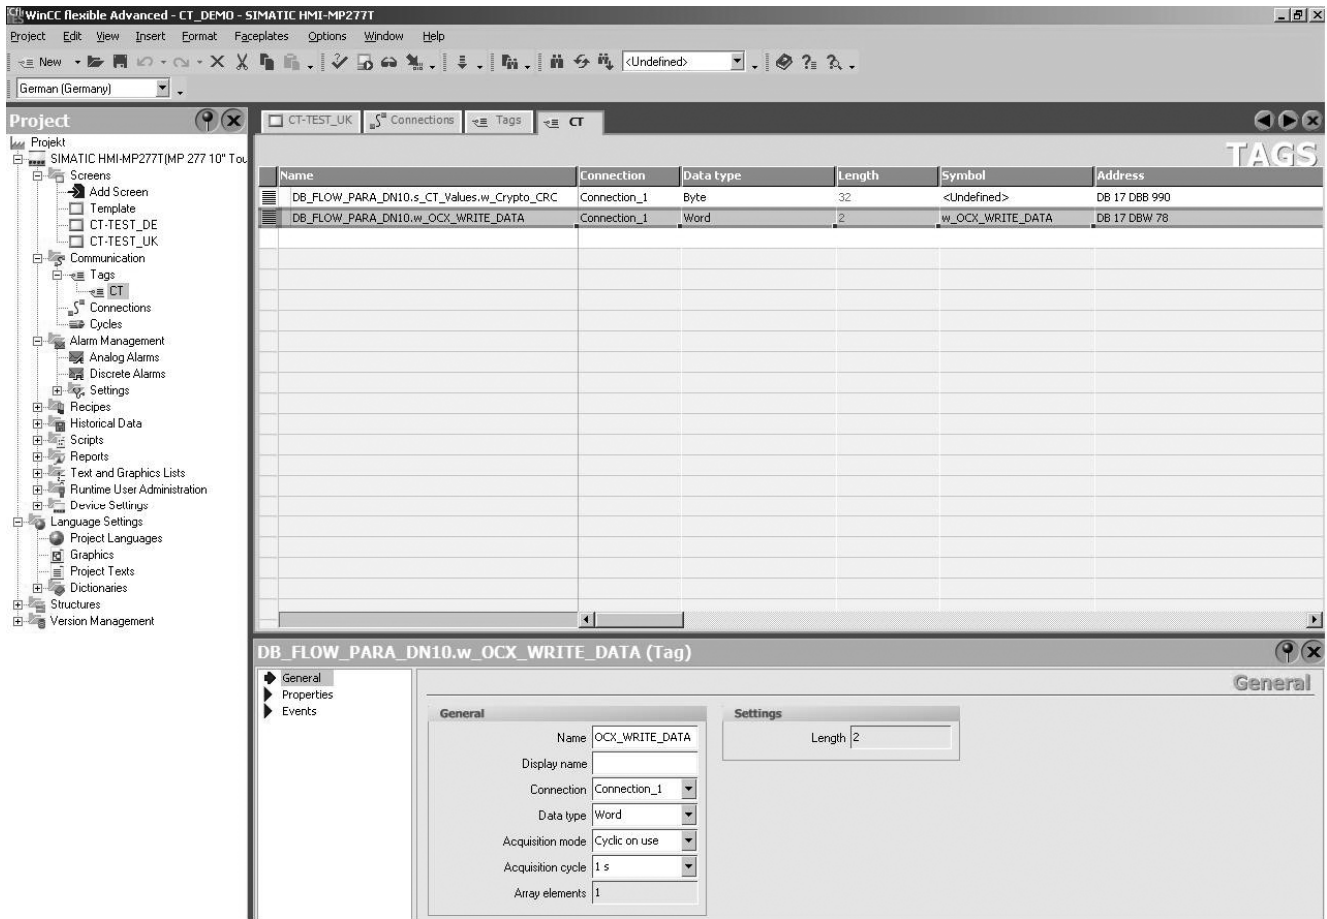 WinCC flexible Advanced - CT_DEMO - SIMATIC HMI-MP277T
Project Edit View Insert Format Faceplates Options Window Help
New <Undefined>
German (Germany)
Project
Projekt
SIMATIC HMI-MP277T(MP 277 10" Tou
Screens
Add Screen
Template
CT-TEST_DE
CT-TEST_UK
Communication
Tags
CT
Connections
Cycles
Alarm Management
Analog Alarms
Discrete Alarms
Settings
Recipes
Historical Data
Scripts
Reports
Text and Graphics Lists
Runtime User Administration
Device Settings
Language Settings
Project Languages
Graphics
Project Texts
Dictionaries
Structures
Version Management
CT-TEST_UK Connections Tags CT
TAGS
Name Connection Data type Length Symbol Address
DB_FLOW_PARA_DN10.s_CT_Values.w_Crypto_CRC Connection_1 Byte 32 <Undefined> DB 17 DBB 990
DB_FLOW_PARA_DN10.w_OCX_WRITE_DATA Connection_1 Word 2 w_OCX_WRITE_DATA DB 17 DBW 78
DB_FLOW_PARA_DN10.w_OCX_WRITE_DATA (Tag)
General
Properties
Events
General
General
Name OCX_WRITE_DATA
Display name
Connection Connection_1
Data type Word
Acquisition mode Cyclic on use
Acquisition cycle 1 s
Array elements 1
Settings
Length 2